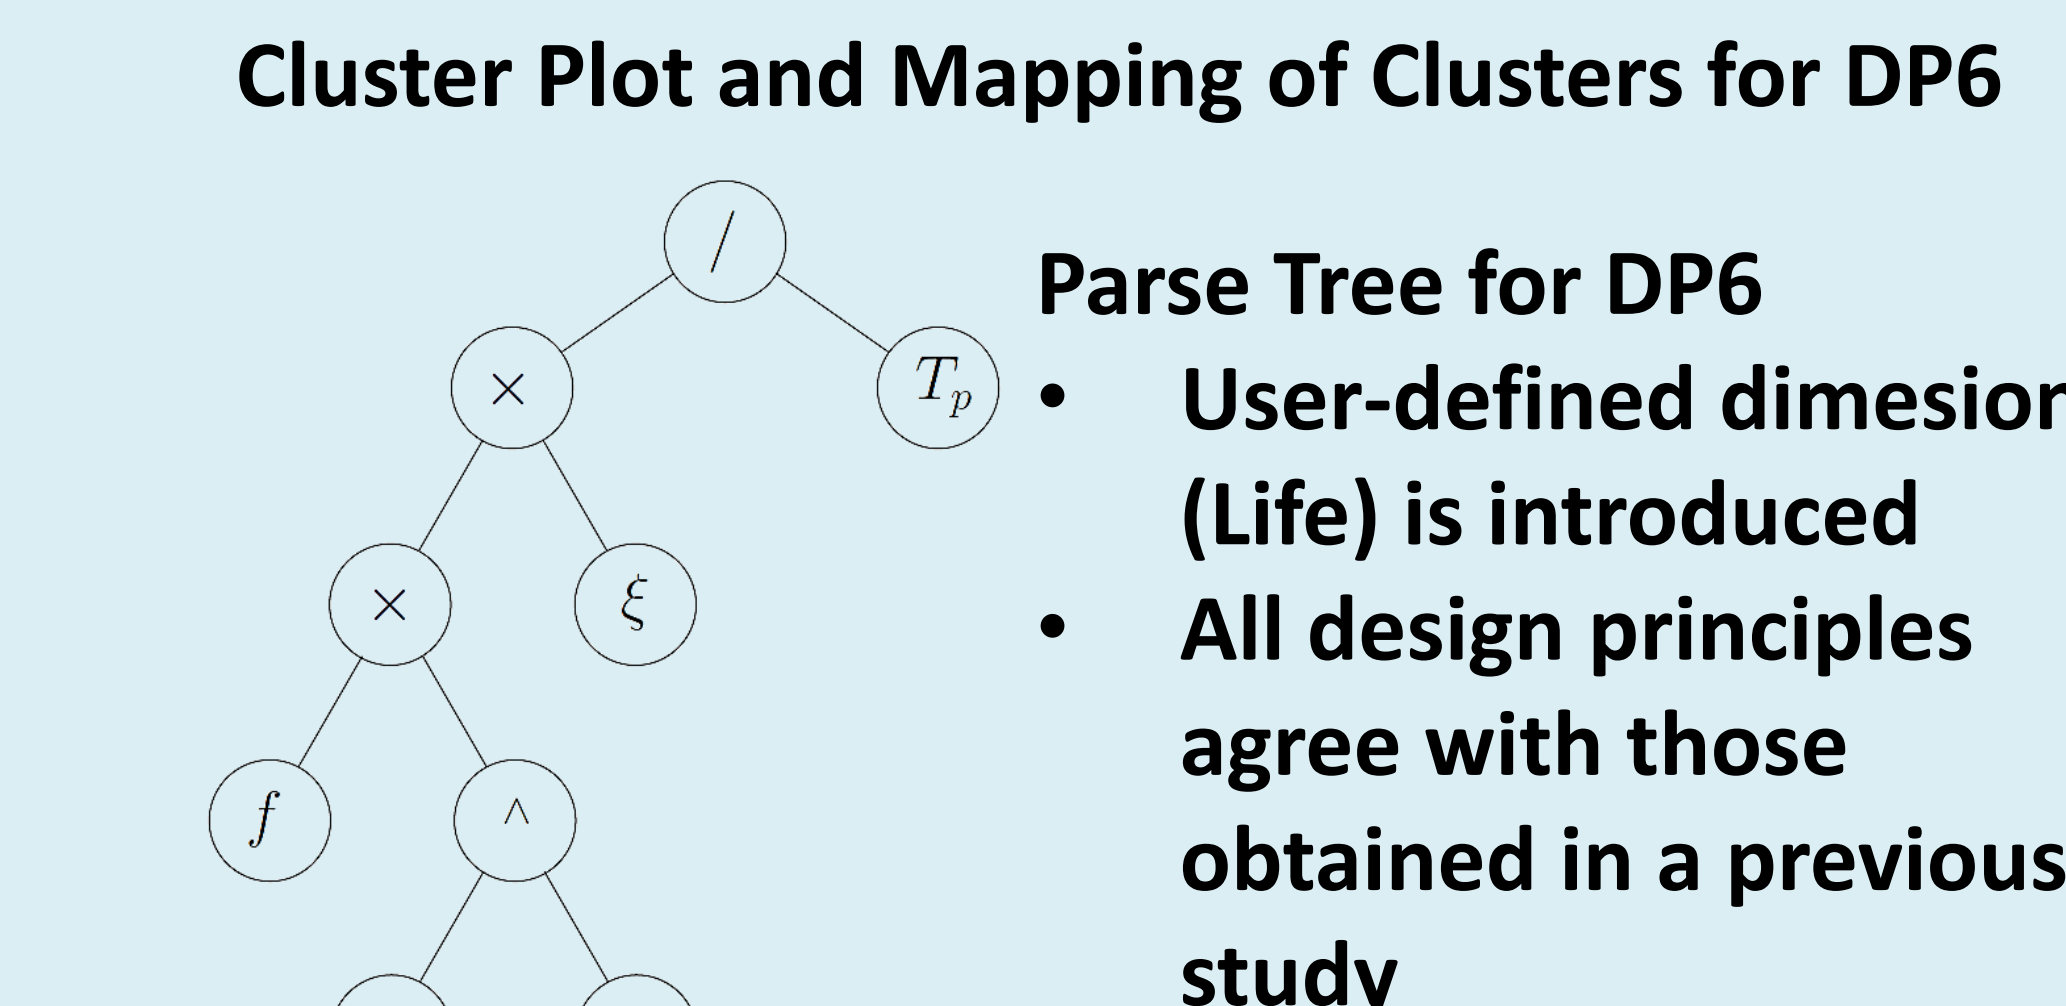 Cluster Plot and Mapping of Clusters for DP6
/
×
T_p
×
ξ
f
^
Parse Tree for DP6
• User-defined dimesion
(Life) is introduced
• All design principles
agree with those
obtained in a previous
study